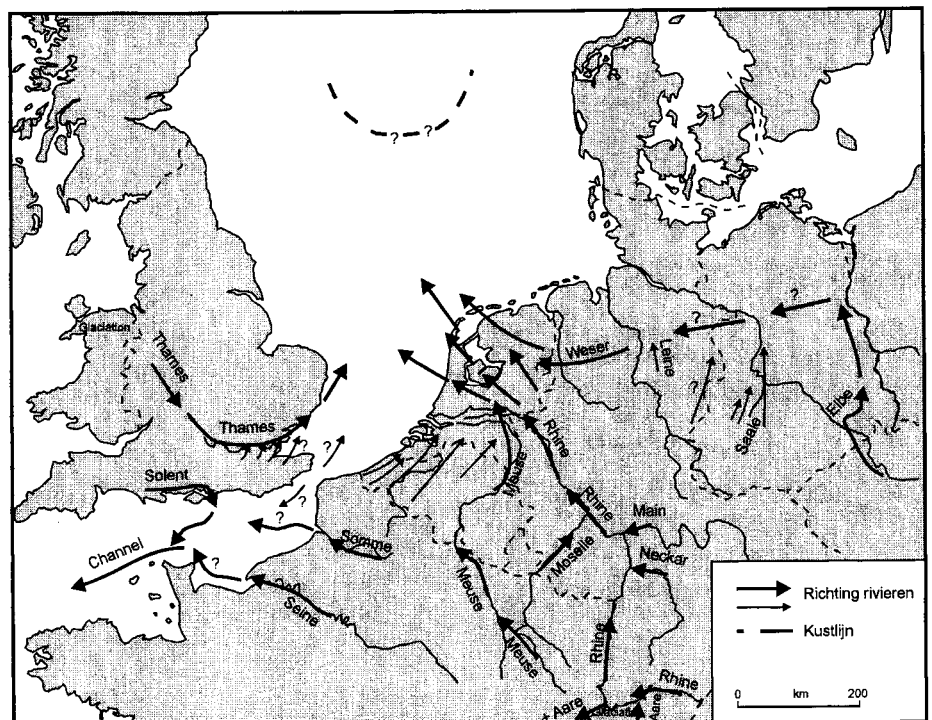 ? ?
Glaciation
Thames
Thames
?
?
Solent
?
Channel
?
Somme
Seine
Weser
Leine
?
?
?
Saale
Elbe
Rhine
Meuse
Rhine
Main
Moselle
Neckar
Meuse
Meuse
Rhine
Rhine
Aare
Aare
Richting rivieren
Kustlijn
0 km 200